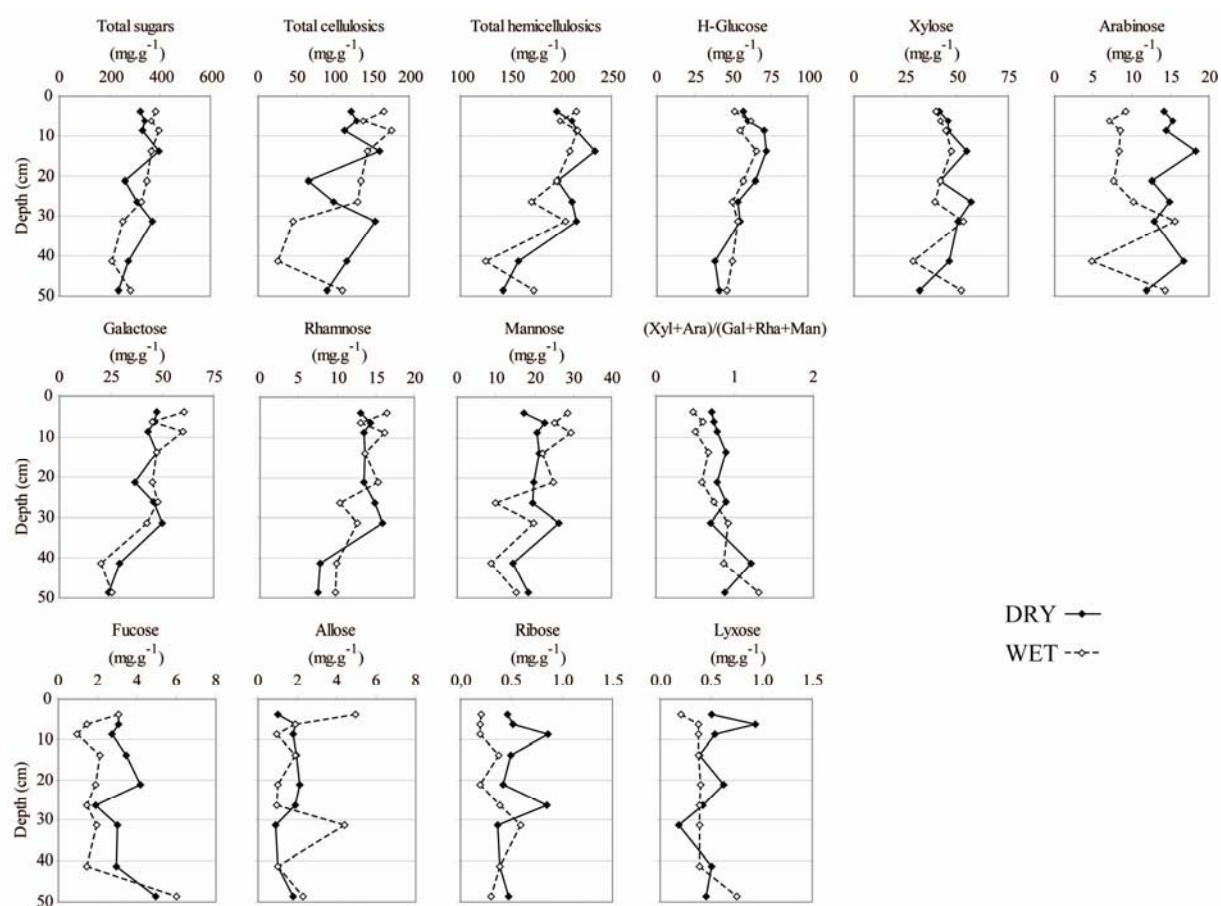 Total sugars Total cellulosics Total hemicellulosics H-Glucose Xylose Arabinose
(mg.g⁻¹) (mg.g⁻¹) (mg.g⁻¹) (mg.g⁻¹) (mg.g⁻¹) (mg.g⁻¹)
0 200 400 600 0 50 100 150 200 100 150 200 250 0 25 50 75 100 0 25 50 75 0 5 10 15 20
Depth (cm)
0
10
20
30
40
50
Galactose Rhamnose Mannose (Xyl+Ara)/(Gal+Rha+Man)
(mg.g⁻¹) (mg.g⁻¹) (mg.g⁻¹)
0 25 50 75 0 5 10 15 20 0 10 20 30 40 0 1 2
Depth (cm)
0
10
20
30
40
50
DRY
WET
Fucose Allose Ribose Lyxose
(mg.g⁻¹) (mg.g⁻¹) (mg.g⁻¹) (mg.g⁻¹)
0 2 4 6 8 0 2 4 6 8 0,0 0.5 1.0 1.5 0.0 0.5 1.0 1.5
Depth (cm)
0
10
20
30
40
50